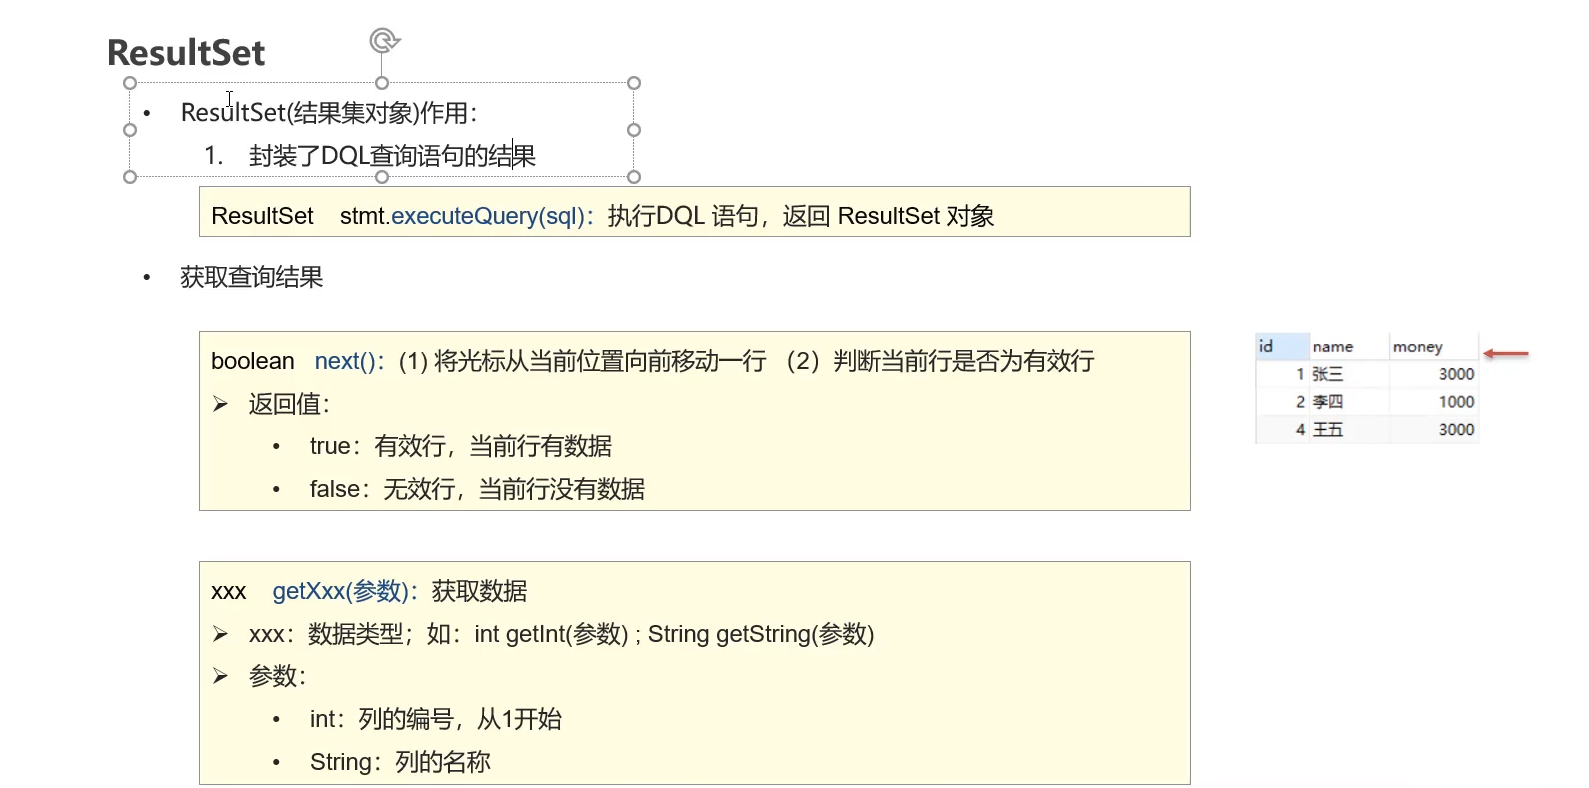 ResultSet
• ResultSet(结果集对象)作用：
1. 封装了DQL查询语句的结果
ResultSet stmt.executeQuery(sql)：执行DQL 语句，返回 ResultSet 对象
• 获取查询结果
boolean next()：(1) 将光标从当前位置向前移动一行 （2）判断当前行是否为有效行
➢ 返回值：
• true：有效行，当前行有数据
• false：无效行，当前行没有数据
id name money
1 张三 3000
2 李四 1000
4 王五 3000
xxx getXxx(参数)：获取数据
➢ xxx：数据类型；如：int getInt(参数) ; String getString(参数)
➢ 参数：
• int：列的编号，从1开始
• String：列的名称